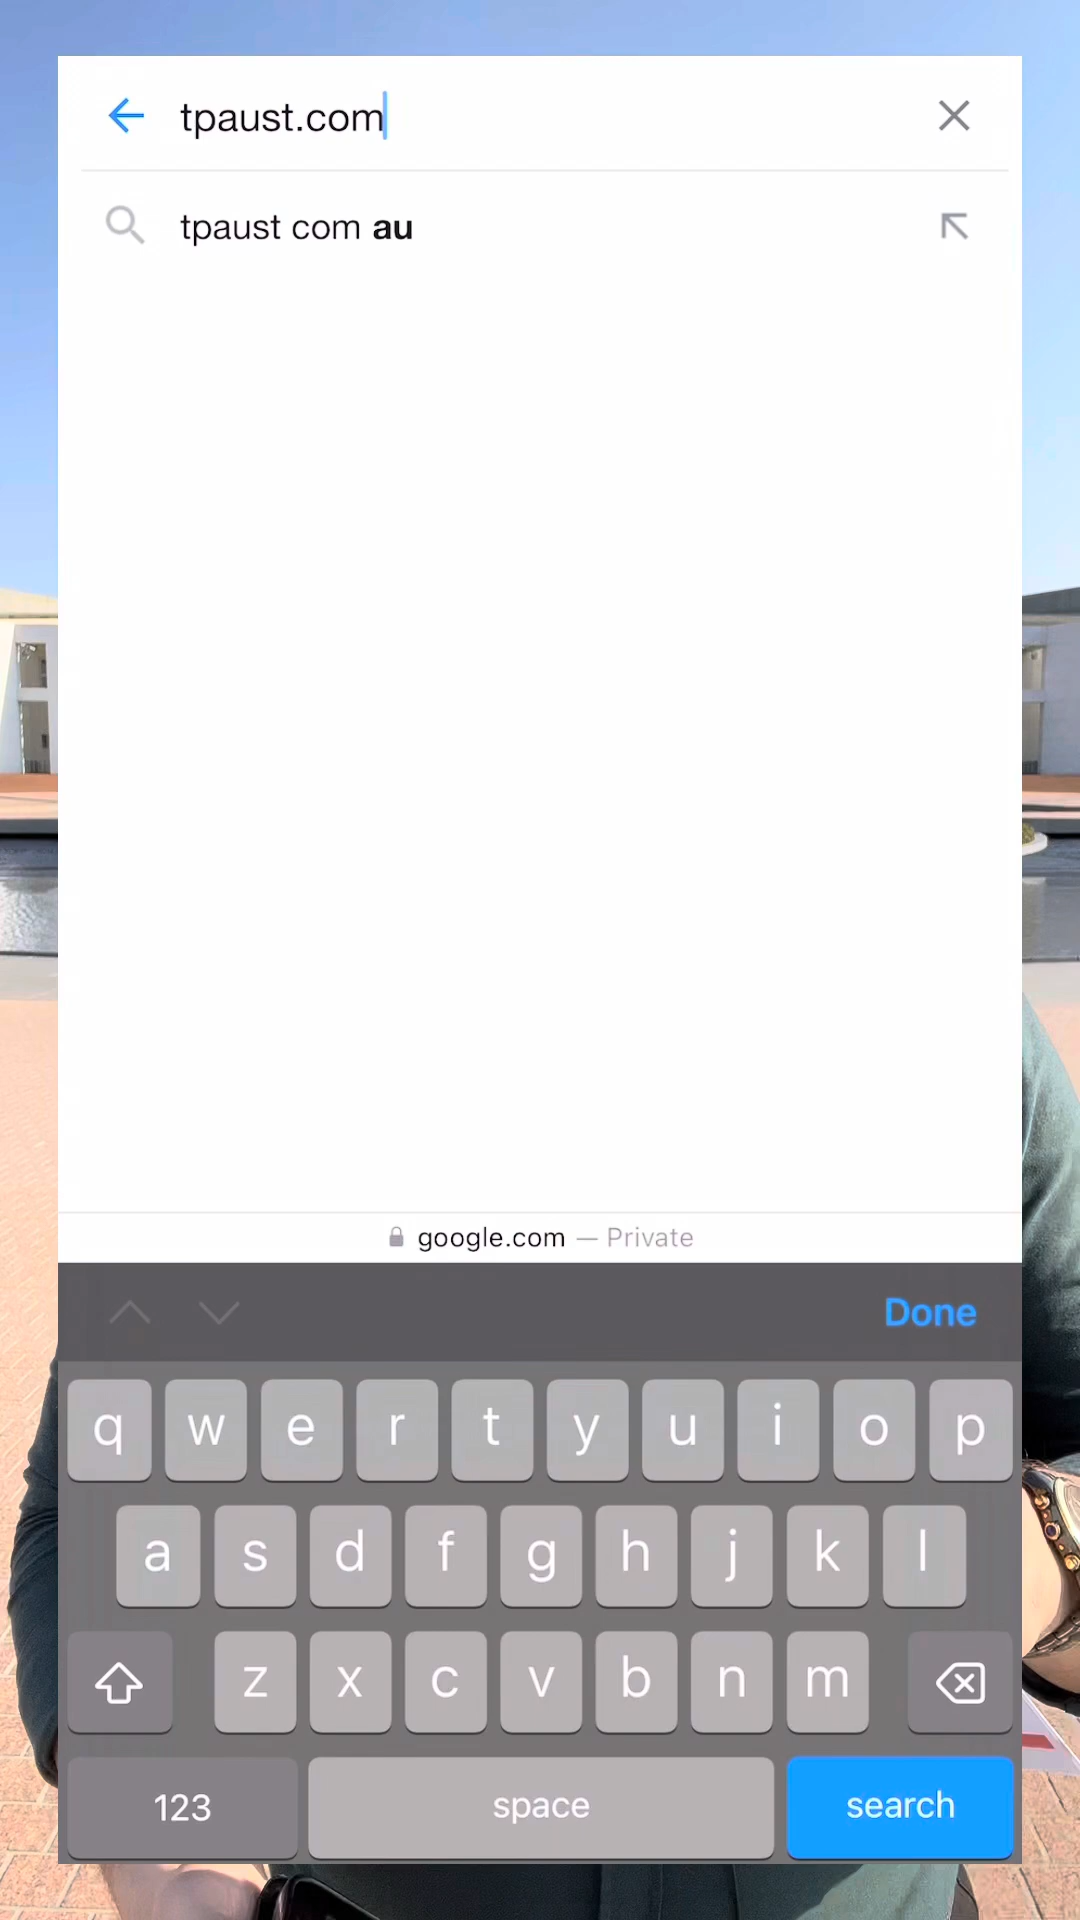 tpaust.com
tpaust com au
google.com — Private
Done
q w e r t y u i o p
a s d f g h j k l
z x c v b n m
123 space search